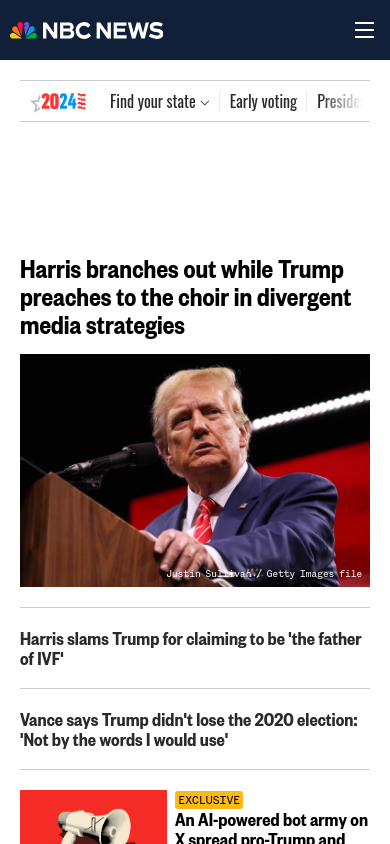 NBC NEWS
2024
Find your state
Early voting
Harris branches out while Trump
preaches to the choir in divergent
media strategies
Justin Sullivan / Getty Images file
Harris slams Trump for claiming to be 'the father
of IVF'
Vance says Trump didn't lose the 2020 election:
'Not by the words I would use'
EXCLUSIVE
An AI-powered bot army on
X spread pro-Trump and